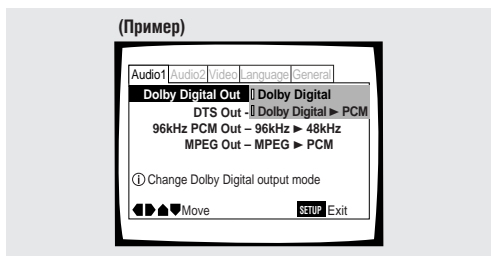 (Пример)
Audio1 Audio2 Video Language General
Dolby Digital Out Dolby Digital
DTS Out - Dolby Digital ► PCM
96kHz PCM Out – 96kHz ► 48kHz
MPEG Out – MPEG ► PCM
ⓘ Change Dolby Digital output mode
Move SETUP Exit